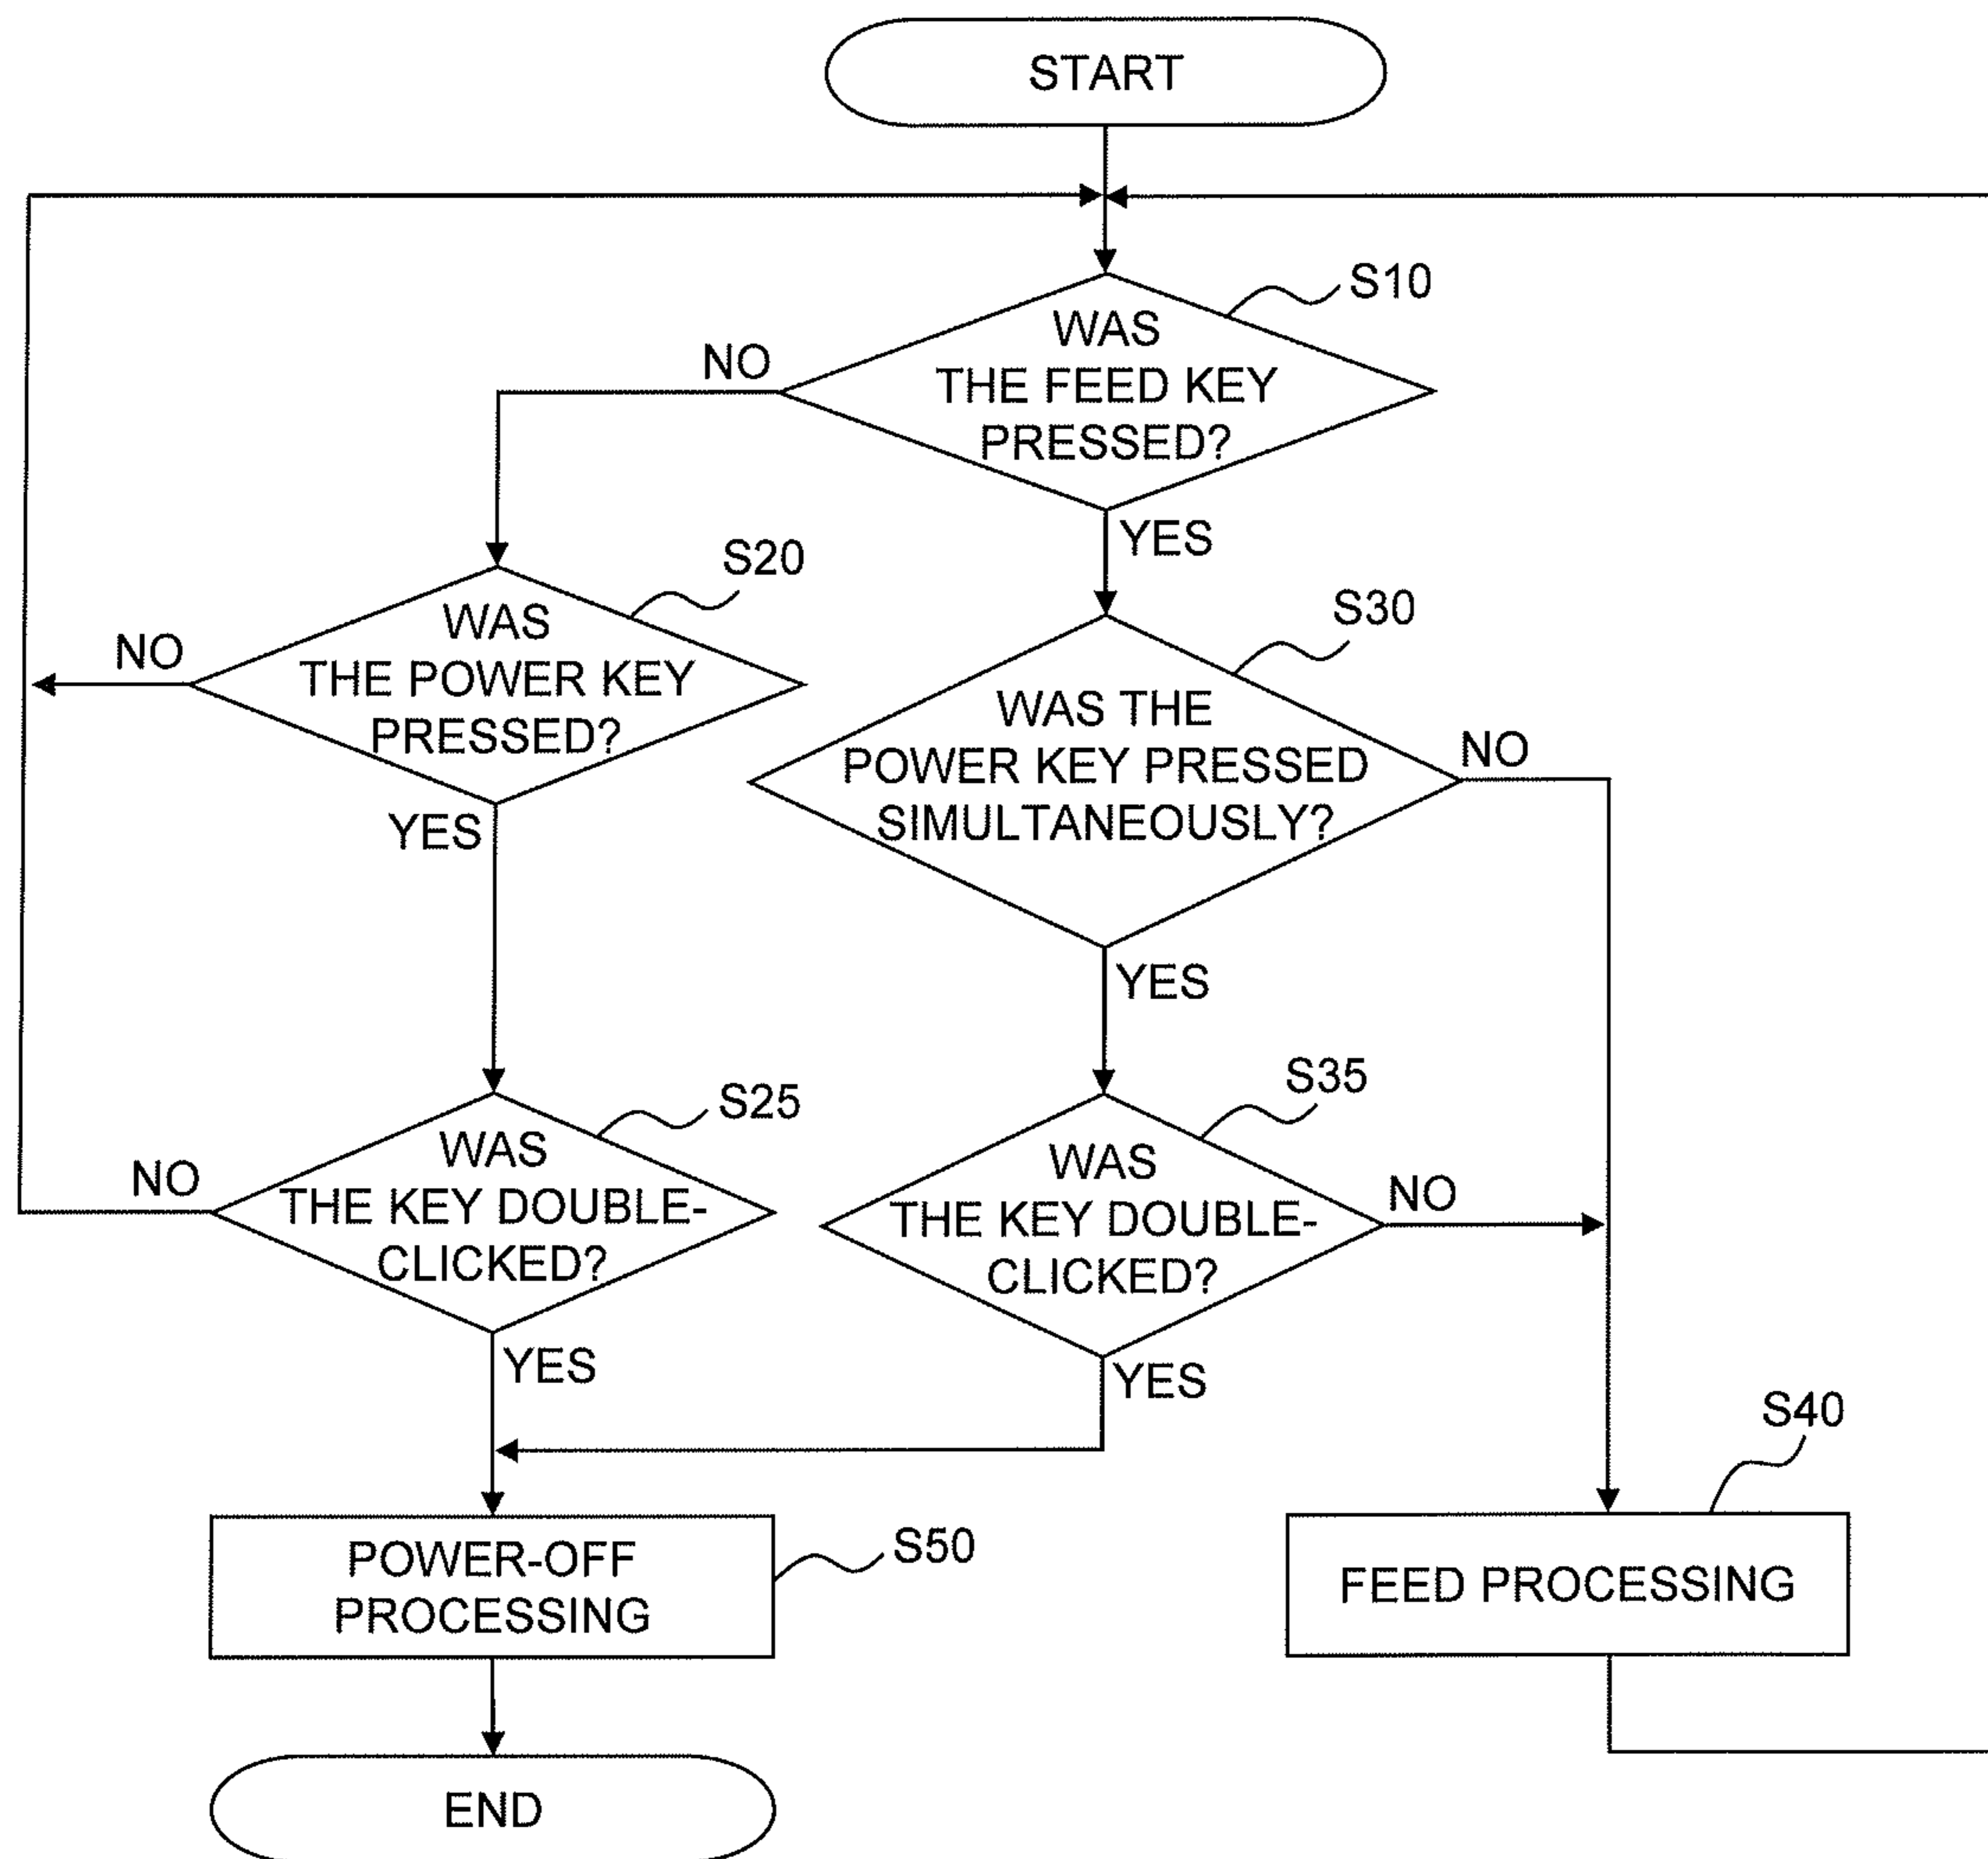 START
S10
WAS
THE FEED KEY
PRESSED?
NO
YES
S20
WAS
THE POWER KEY
PRESSED?
NO
YES
S30
WAS THE
POWER KEY PRESSED
SIMULTANEOUSLY?
NO
YES
S25
WAS
THE KEY DOUBLE-
CLICKED?
NO
YES
S35
WAS
THE KEY DOUBLE-
CLICKED?
NO
YES
S40
FEED PROCESSING
S50
POWER-OFF
PROCESSING
END